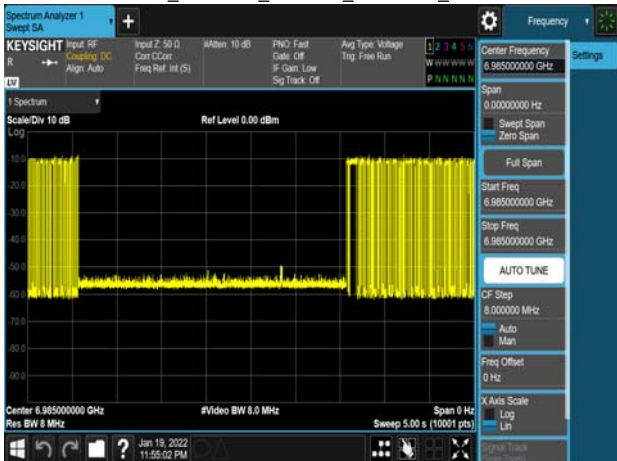 Spectrum Analyzer 1
Swept SA
+
Frequency
KEYSIGHT
R
Input: RF
Coupling: DC
Align: Auto
Input Z: 50 Ω
Corr CCorr
Freq Ref: Int (S)
#Atten: 10 dB
PNO: Fast
Gate: Off
IF Gain: Low
Sig Track: Off
Avg Type: Voltage
Trig: Free Run
1 2 3 4 5 6
W W W W W W
P N N N N N
LXI
1 Spectrum
Scale/Div 10 dB
Ref Level 0.00 dBm
Log
-10.0
-20.0
-30.0
-40.0
-50.0
-60.0
-70.0
-80.0
-90.0
Center 6.985000000 GHz
#Video BW 8.0 MHz
Span 0 Hz
Res BW 8 MHz
Sweep 5.00 s (10001 pts)
Center Frequency
6.985000000 GHz
Settings
Span
0.00000000 Hz
Swept Span
Zero Span
Full Span
Start Freq
6.985000000 GHz
Stop Freq
6.985000000 GHz
AUTO TUNE
CF Step
8.000000 MHz
Auto
Man
Freq Offset
0 Hz
X Axis Scale
Log
Lin
Signal Track
?
Jan 19, 2022
11:55:02 PM